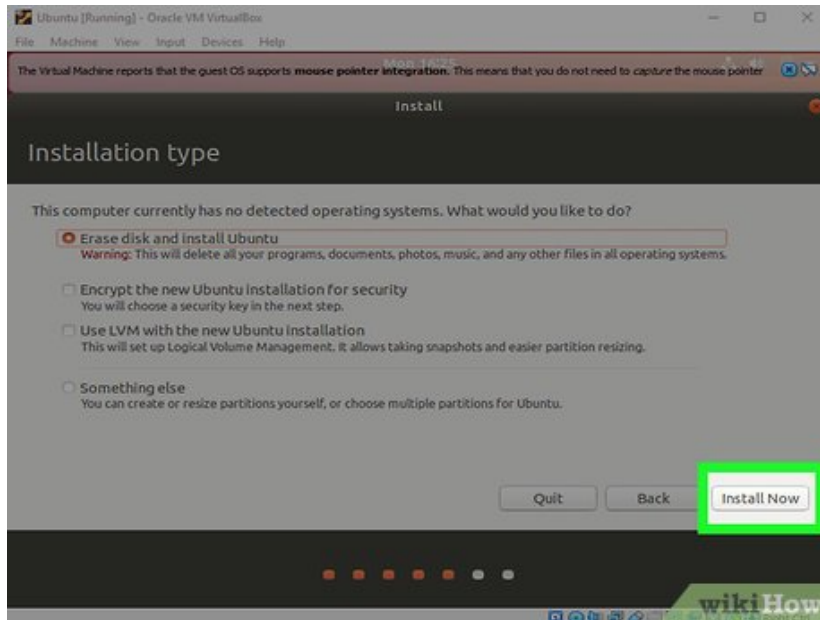 Ubuntu [Running] - Oracle VM VirtualBox
File Machine View Input Devices Help
Mon 16:25
The Virtual Machine reports that the guest OS supports mouse pointer integration. This means that you do not need to capture the mouse pointer
Install
Installation type
This computer currently has no detected operating systems. What would you like to do?
Erase disk and install Ubuntu
Warning: This will delete all your programs, documents, photos, music, and any other files in all operating systems.
Encrypt the new Ubuntu installation for security
You will choose a security key in the next step.
Use LVM with the new Ubuntu installation
This will set up Logical Volume Management. It allows taking snapshots and easier partition resizing.
Something else
You can create or resize partitions yourself, or choose multiple partitions for Ubuntu.
Quit Back Install Now
wikiHow
Right Ctrl